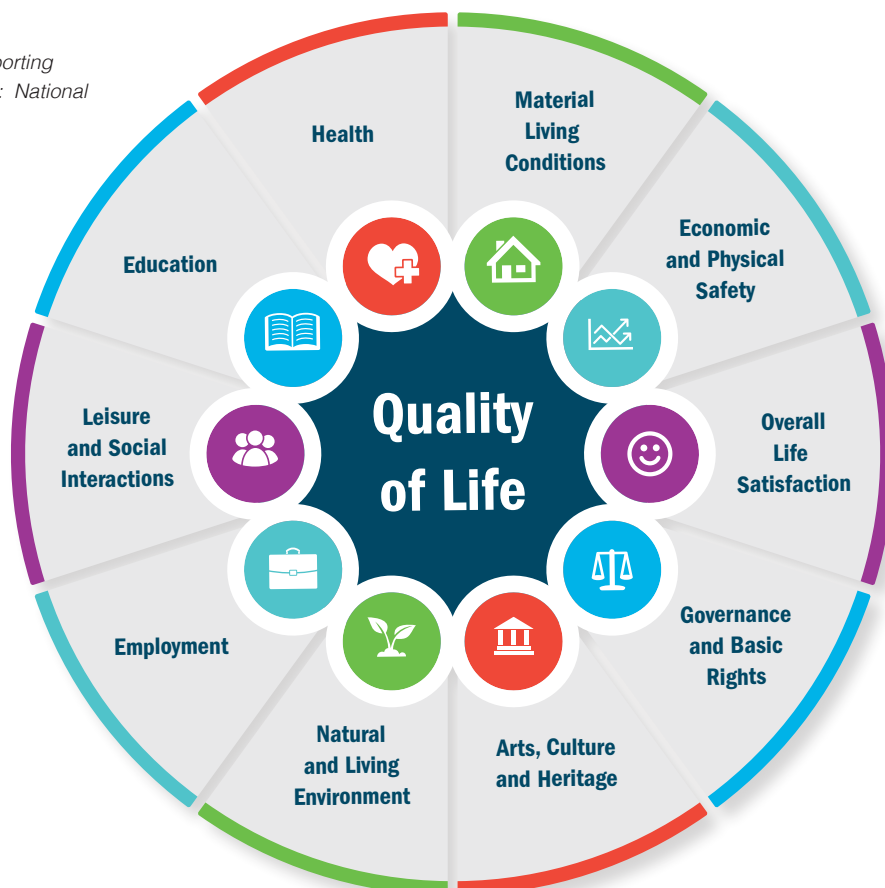 porting
: National
Health
Material
Living
Conditions
Economic
and Physical
Safety
Education
Quality
of Life
Leisure
and Social
Interactions
Overall
Life
Satisfaction
Governance
and Basic
Rights
Employment
Natural
and Living
Environment
Arts, Culture
and Heritage